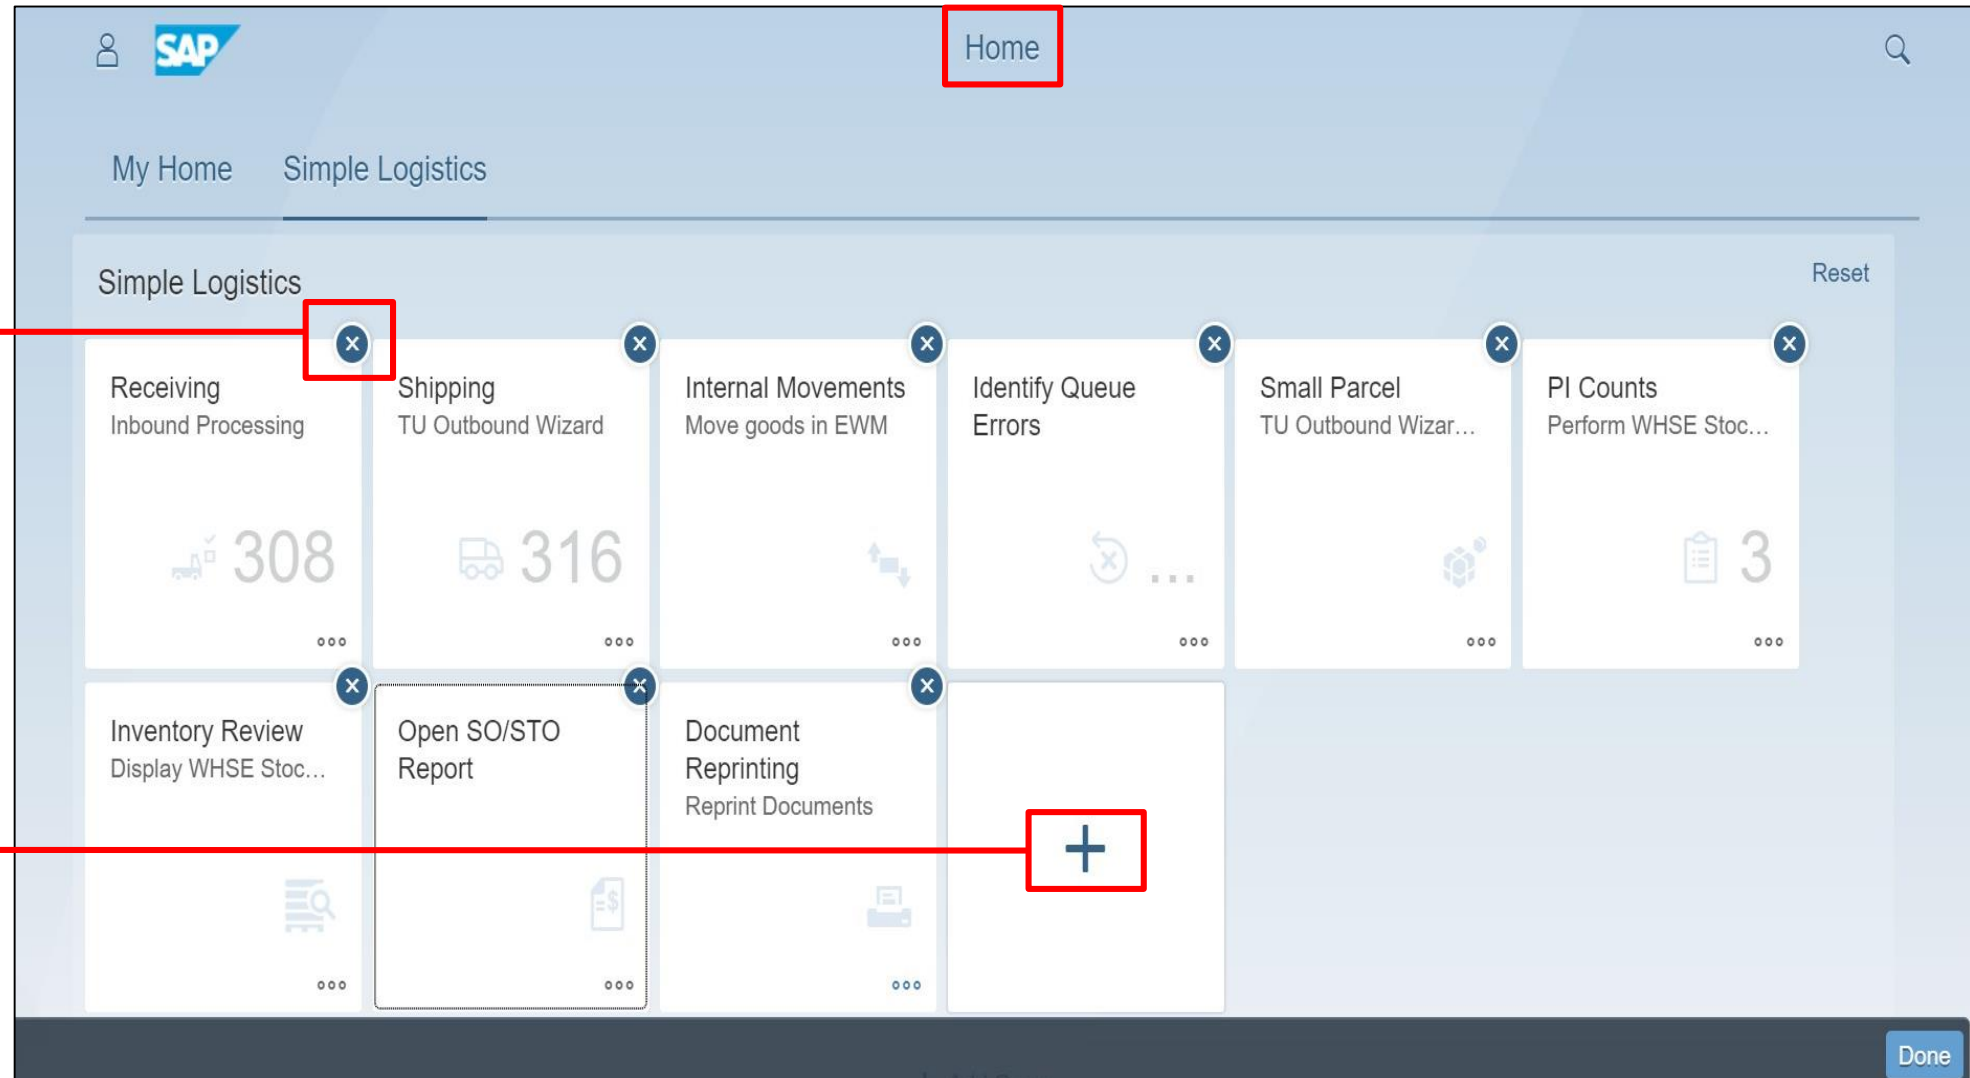 SAP
Home
My Home
Simple Logistics
Simple Logistics
Reset
Receiving
Inbound Processing
308
Shipping
TU Outbound Wizard
316
Internal Movements
Move goods in EWM
Identify Queue
Errors
...
Small Parcel
TU Outbound Wizar...
PI Counts
Perform WHSE Stoc...
3
Inventory Review
Display WHSE Stoc...
Open SO/STO
Report
Document
Reprinting
Reprint Documents
Done